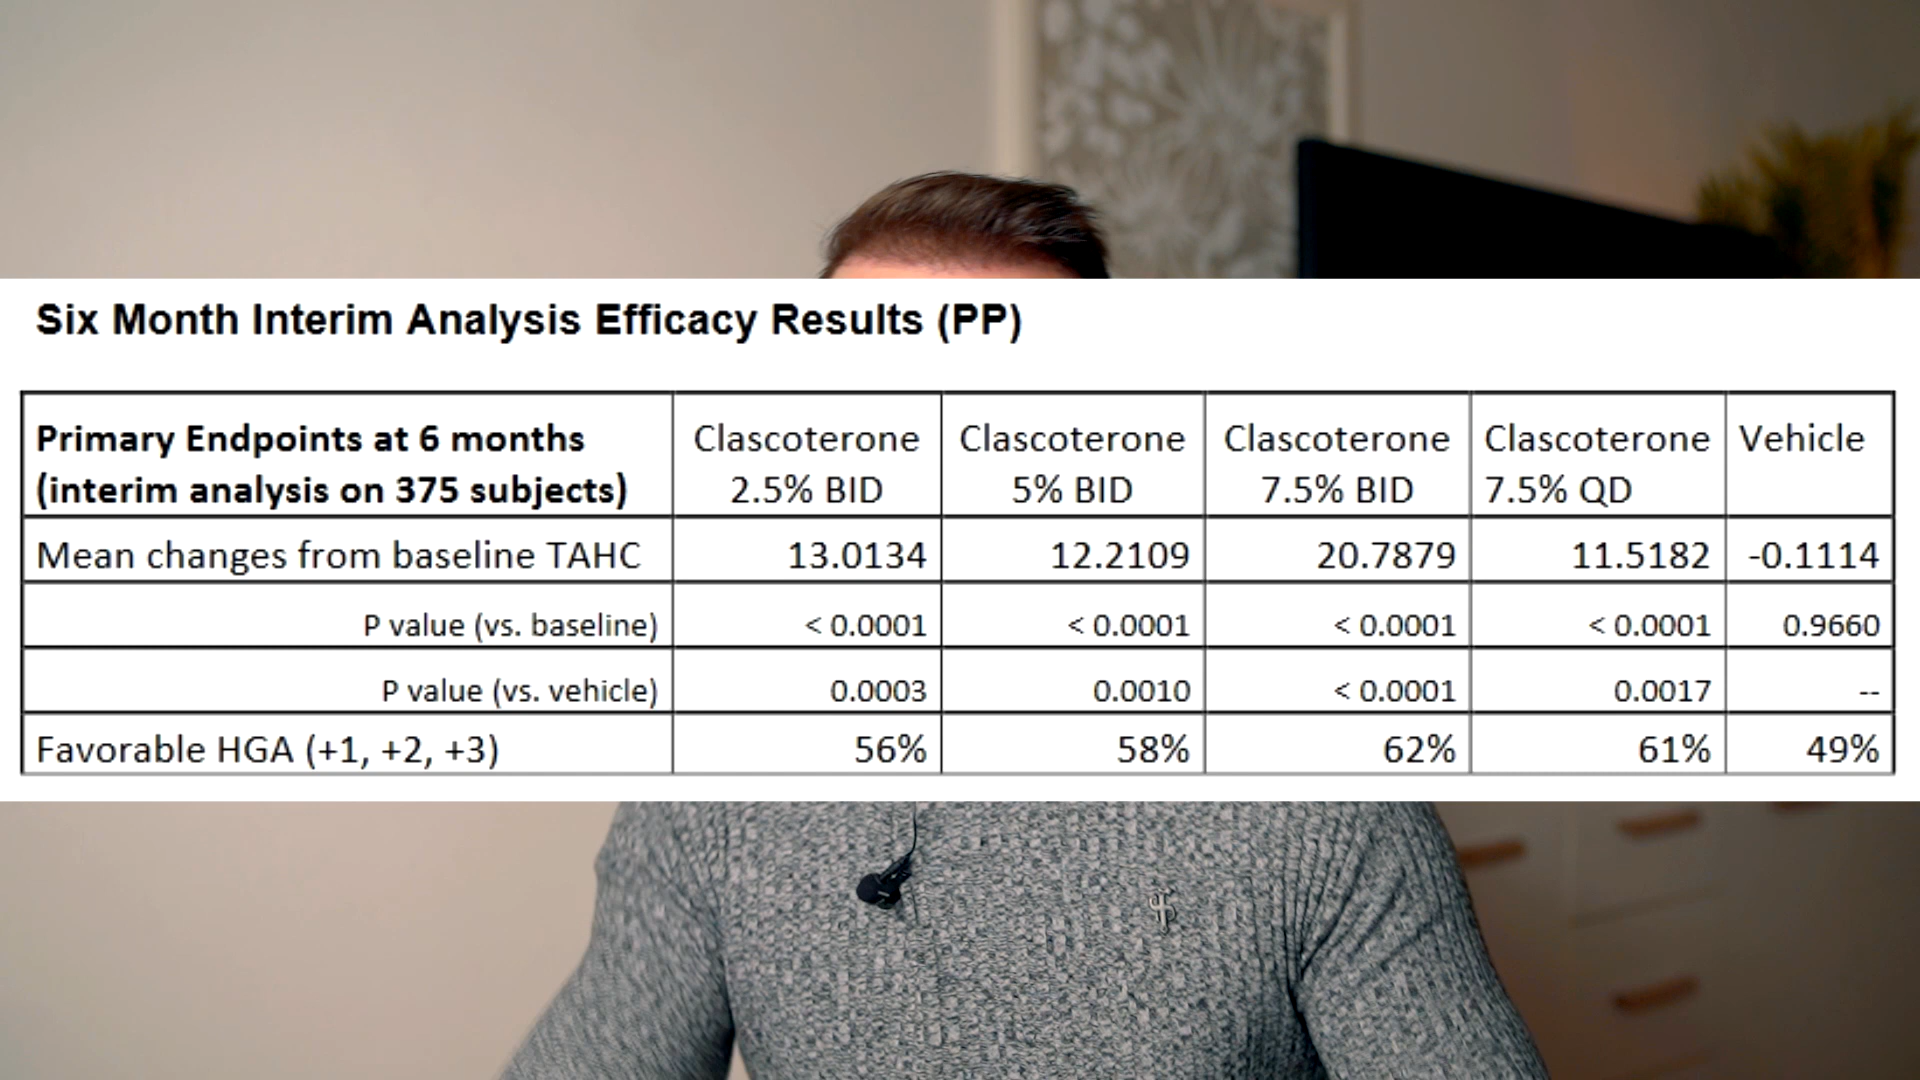 Six Month Interim Analysis Efficacy Results (PP)
Primary Endpoints at 6 months (interim analysis on 375 subjects) Clascoterone 2.5% BID Clascoterone 5% BID Clascoterone 7.5% BID Clascoterone 7.5% QD Vehicle
Mean changes from baseline TAHC 13.0134 12.2109 20.7879 11.5182 -0.1114
P value (vs. baseline) < 0.0001 < 0.0001 < 0.0001 < 0.0001 0.9660
P value (vs. vehicle) 0.0003 0.0010 < 0.0001 0.0017 --
Favorable HGA (+1, +2, +3) 56% 58% 62% 61% 49%